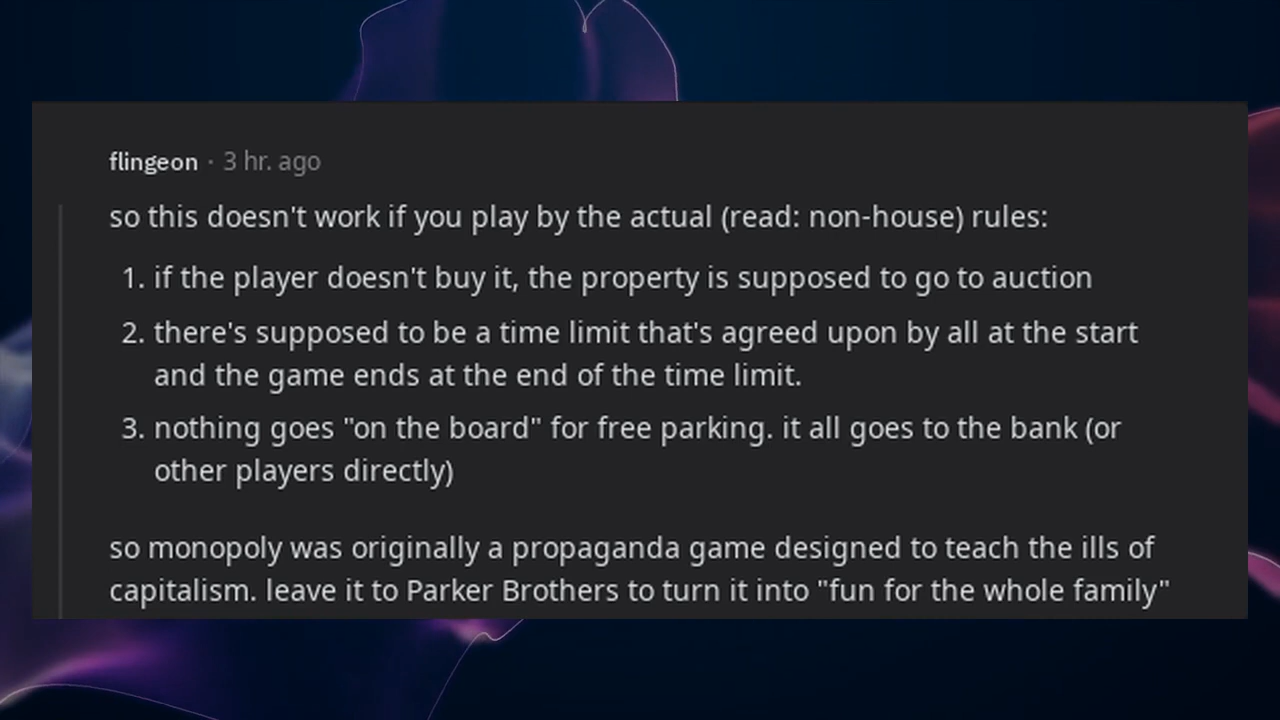 flingeon · 3 hr. ago
so this doesn't work if you play by the actual (read: non-house) rules:
1. if the player doesn't buy it, the property is supposed to go to auction
2. there's supposed to be a time limit that's agreed upon by all at the start
and the game ends at the end of the time limit.
3. nothing goes "on the board" for free parking. it all goes to the bank (or
other players directly)
so monopoly was originally a propaganda game designed to teach the ills of
capitalism. leave it to Parker Brothers to turn it into "fun for the whole family"